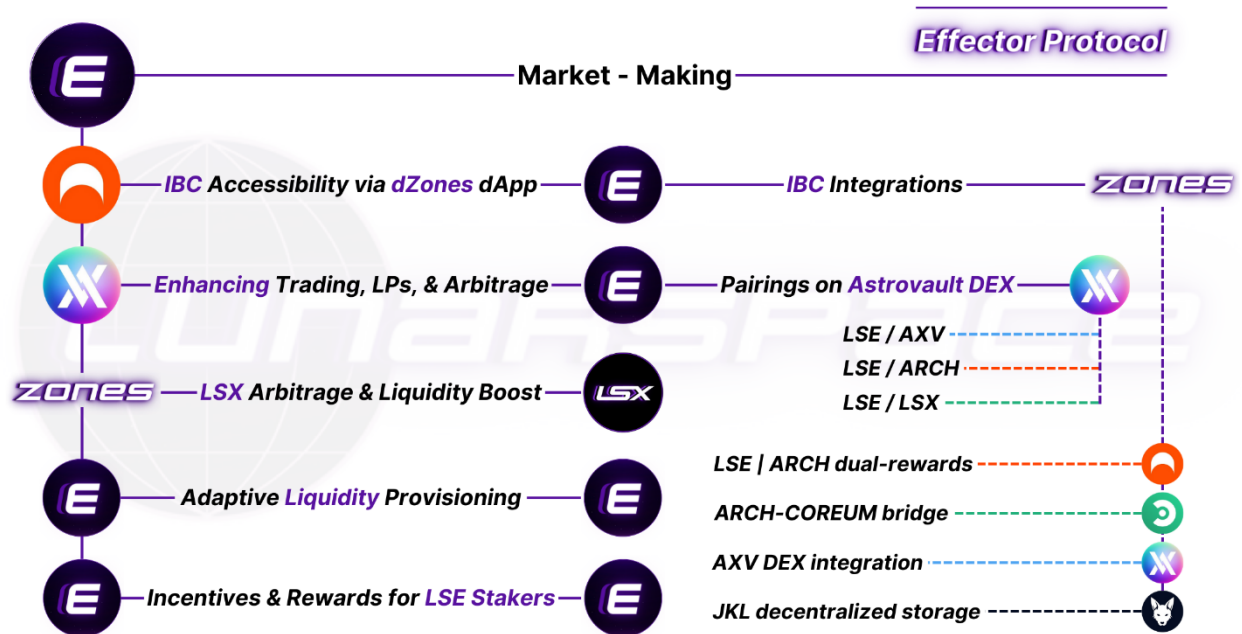 Effector Protocol
E
Market - Making
IBC Accessibility via dZones dApp
E
IBC Integrations
ZONES
Enhancing Trading, LPs, & Arbitrage
E
Pairings on Astrovault DEX
LSE / AXV
LSE / ARCH
LSE / LSX
LUNARSPACE
ZONES
LSX Arbitrage & Liquidity Boost
LSX
LSE | ARCH dual-rewards
E
Adaptive Liquidity Provisioning
E
ARCH-COREUM bridge
AXV DEX integration
E
Incentives & Rewards for LSE Stakers
E
JKL decentralized storage